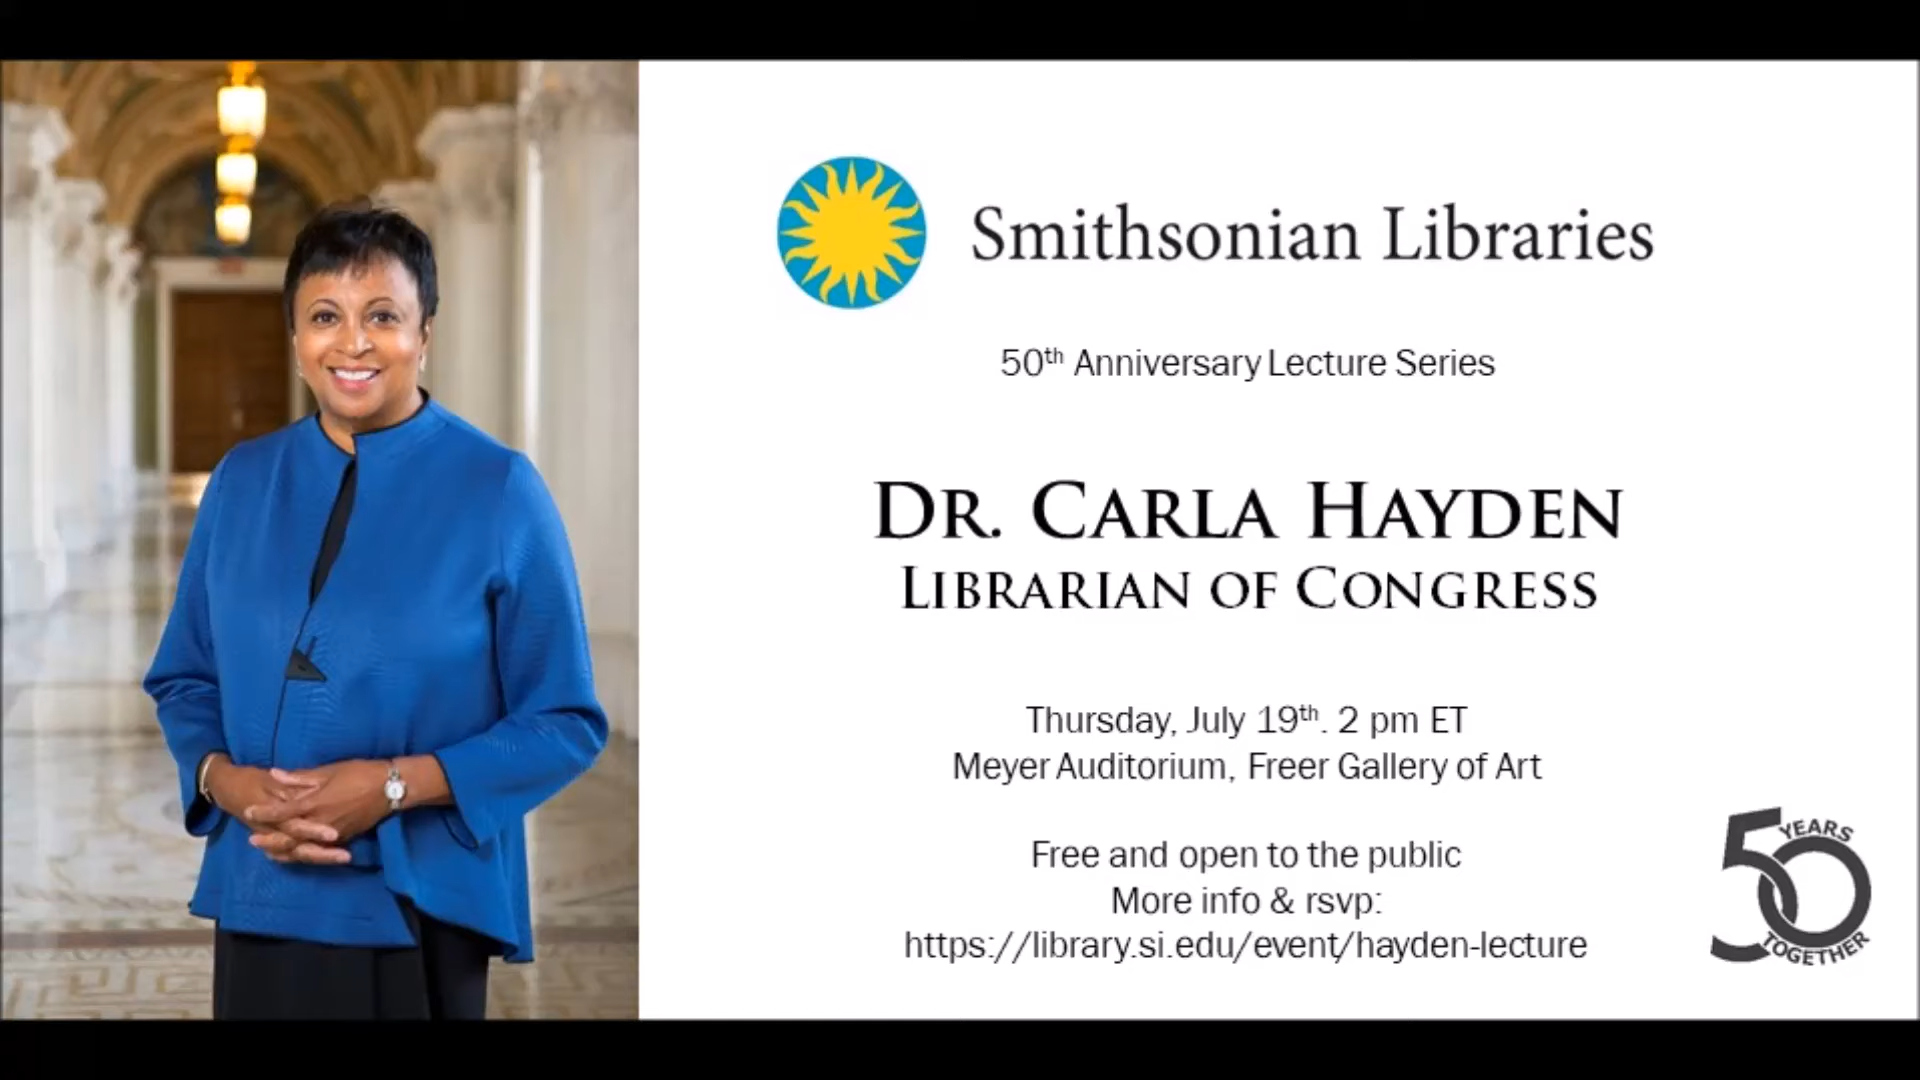 Smithsonian Libraries
50th Anniversary Lecture Series
DR. CARLA HAYDEN
LIBRARIAN OF CONGRESS
Thursday, July 19th. 2 pm ET
Meyer Auditorium, Freer Gallery of Art
Free and open to the public
More info & rsvp:
https://library.si.edu/event/hayden-lecture
50 YEARS
TOGETHER